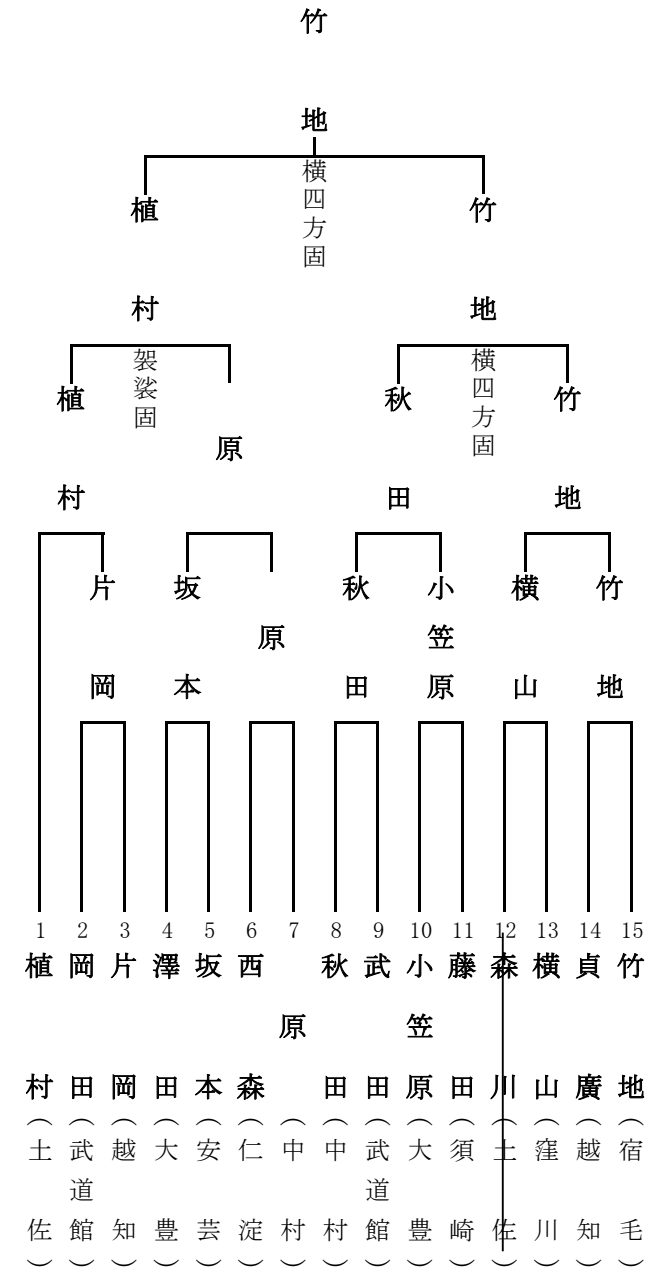 竹地
横四方固
植村
竹地
袈裟固
横四方固
植村
原
秋田
竹地
片岡
坂本
原
秋田
小笠原
横山
竹地
1 植村 (土佐)
2 岡田 (武道館)
3 片岡 (越知)
4 澤田 (大豊)
5 坂本 (安芸)
6 西森 (仁淀)
7 原 (中村)
8 秋田 (中村)
9 武田 (武道館)
10 小笠原 (大豊)
11 藤田 (須崎)
12 森川 (土佐)
13 横山 (窪川)
14 貞廣 (越知)
15 竹地 (宿毛)